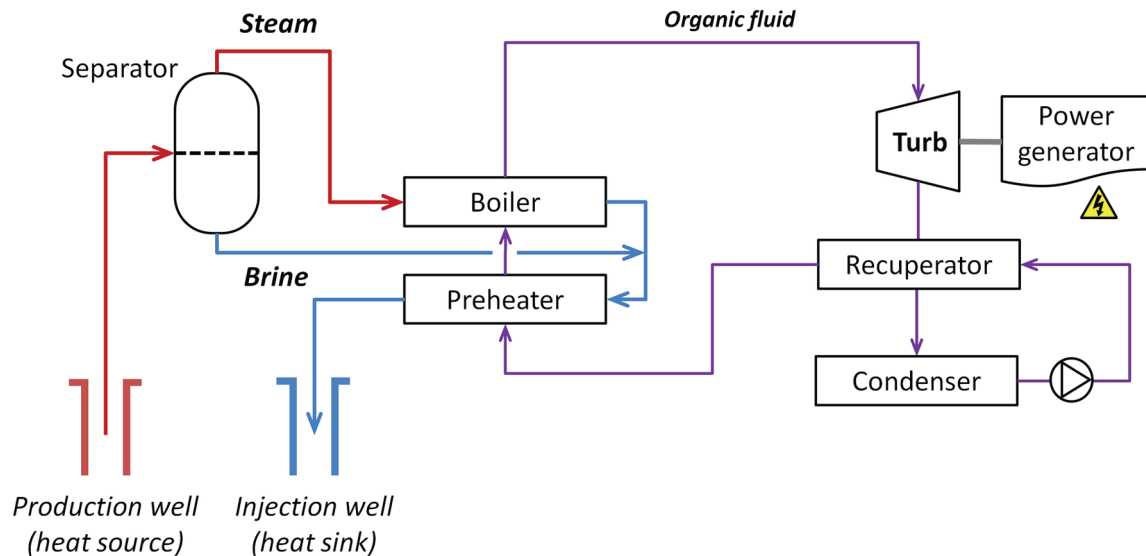 Steam
Organic fluid
Separator
Turb
Power
generator
Boiler
Brine
Recuperator
Preheater
Condenser
Production well
(heat source)
Injection well
(heat sink)